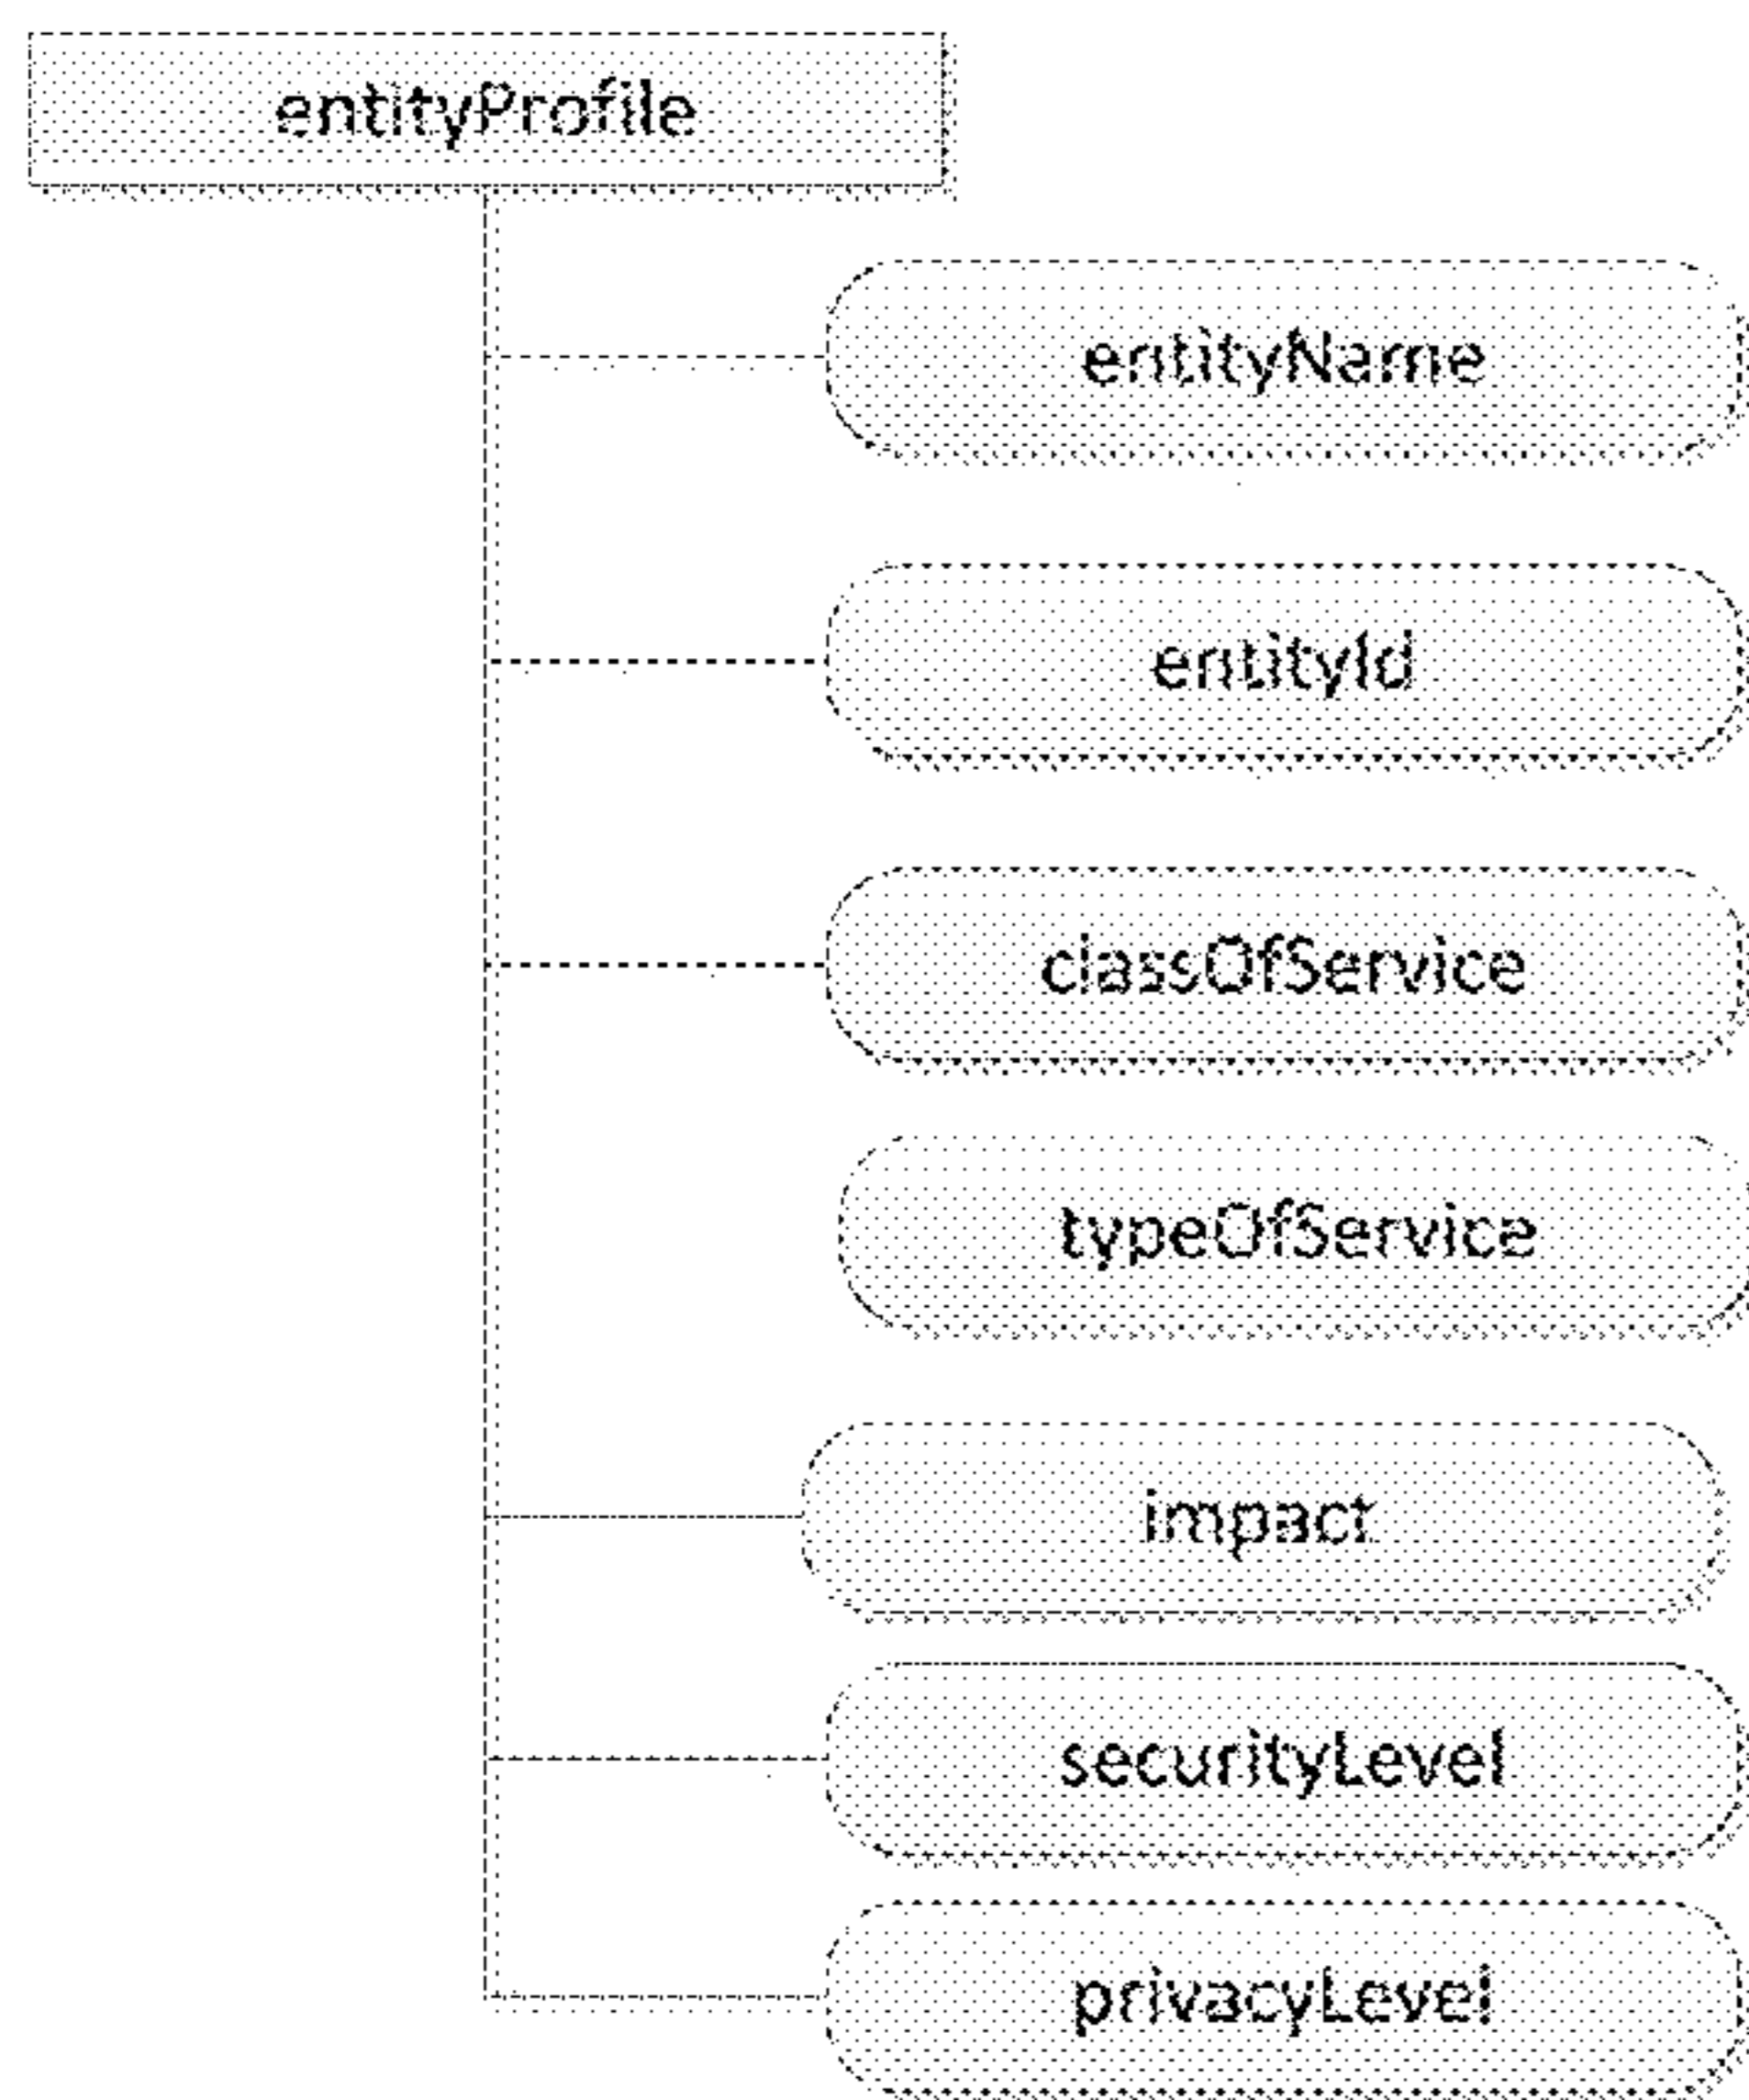 entityProfile
entityName
entityId
classOfService
typeOfService
impact
securityLevel
privacyLevel